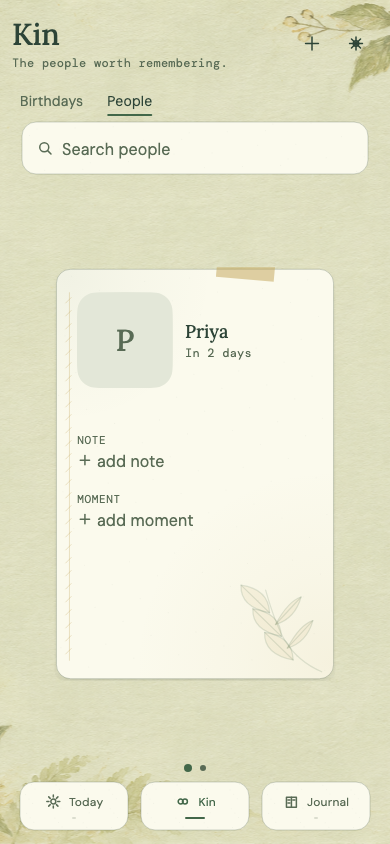 Kin
The people worth remembering.
Birthdays People
Search people
P
Priya
In 2 days
NOTE
+ add note
MOMENT
+ add moment
Today Kin Journal